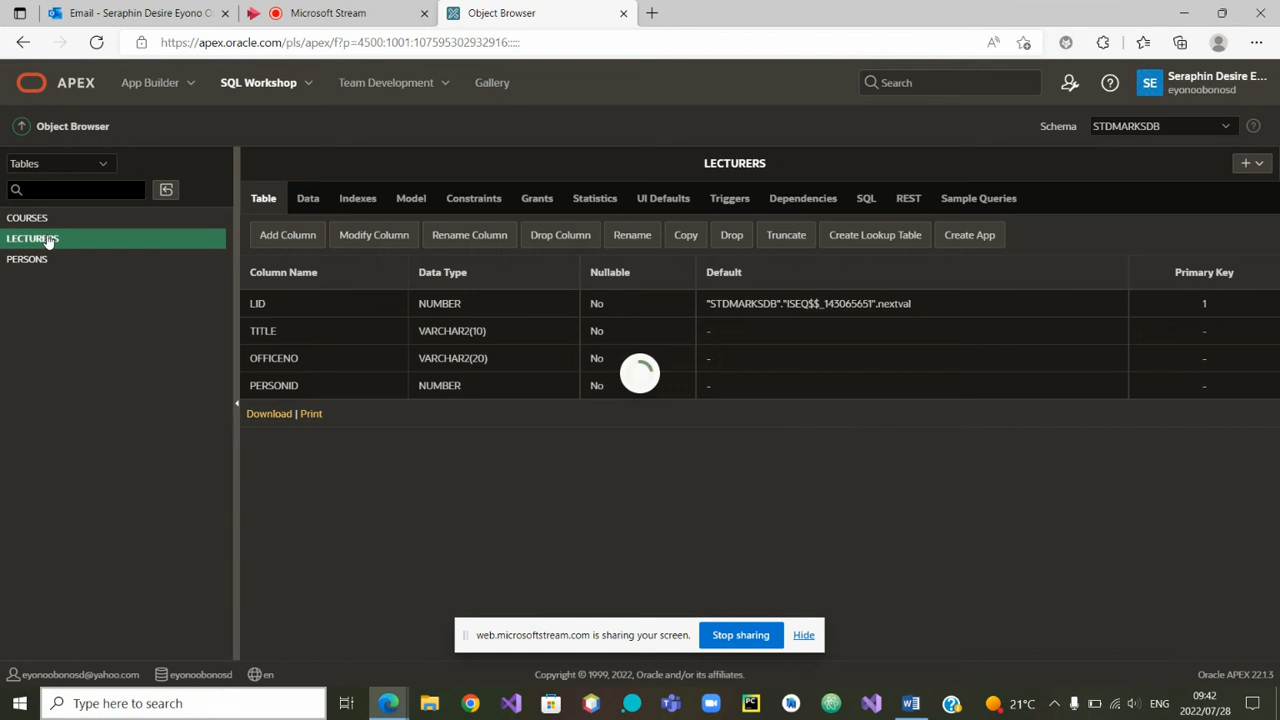 Email - Seraphin Desire Eyono O
Microsoft Stream
Object Browser
https://apex.oracle.com/pls/apex/f?p=4500:1001:107595302932916:::::
APEX
App Builder
SQL Workshop
Team Development
Gallery
Search
SE
Seraphin Desire E...
eyonoobonosd
Object Browser
Schema
STDMARKSDB
Tables
COURSES
LECTURERS
PERSONS
LECTURERS
Table Data Indexes Model Constraints Grants Statistics UI Defaults Triggers Dependencies SQL REST Sample Queries
Add Column Modify Column Rename Column Drop Column Rename Copy Drop Truncate Create Lookup Table Create App
Column Name Data Type Nullable Default Primary Key
LID NUMBER No "STDMARKSDB"."ISEQ$$_143065651".nextval 1
TITLE VARCHAR2(10) No - -
OFFICENO VARCHAR2(20) No - -
PERSONID NUMBER No - -
Download | Print
web.microsoftstream.com is sharing your screen.
Stop sharing
Hide
eyonoobonosd@yahoo.com
eyonoobonosd
en
Copyright © 1999, 2022, Oracle and/or its affiliates.
Oracle APEX 22.1.3
Type here to search
21°C
ENG
09:42
2022/07/28